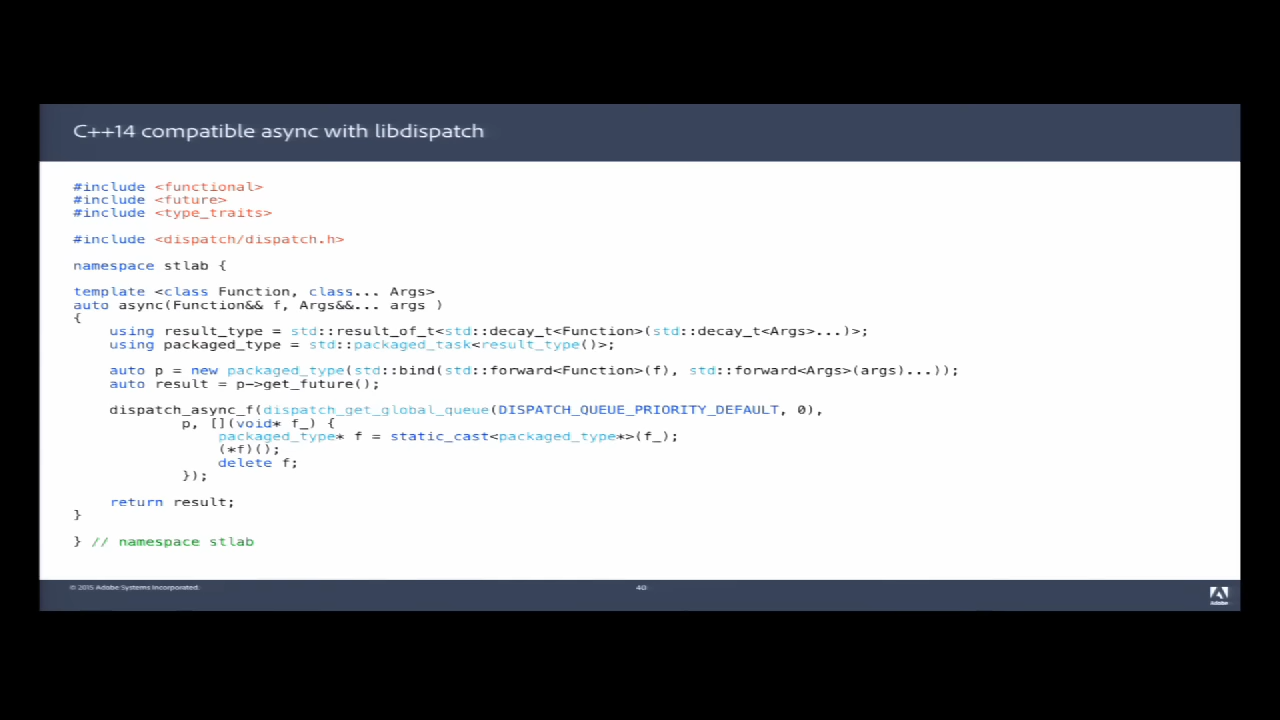 C++14 compatible async with libdispatch
#include <functional>
#include <future>
#include <type_traits>
#include <dispatch/dispatch.h>
namespace stlab {
template <class Function, class... Args>
auto async(Function&& f, Args&&... args )
{
using result_type = std::result_of_t<std::decay_t<Function>(std::decay_t<Args>...)>;
using packaged_type = std::packaged_task<result_type()>;
auto p = new packaged_type(std::bind(std::forward<Function>(f), std::forward<Args>(args)...));
auto result = p->get_future();
dispatch_async_f(dispatch_get_global_queue(DISPATCH_QUEUE_PRIORITY_DEFAULT, 0),
p, [](void* f_) {
packaged_type* f = static_cast<packaged_type*>(f_);
(*f)();
delete f;
});
return result;
}
} // namespace stlab
© 2015 Adobe Systems Incorporated.
40
Adobe